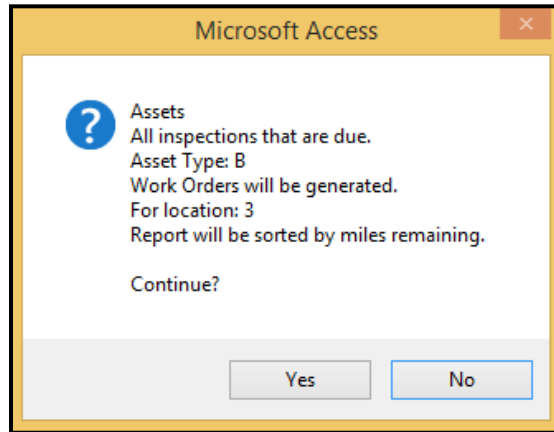 Microsoft Access
Assets
All inspections that are due.
Asset Type: B
Work Orders will be generated.
For location: 3
Report will be sorted by miles remaining.
Continue?
Yes
No